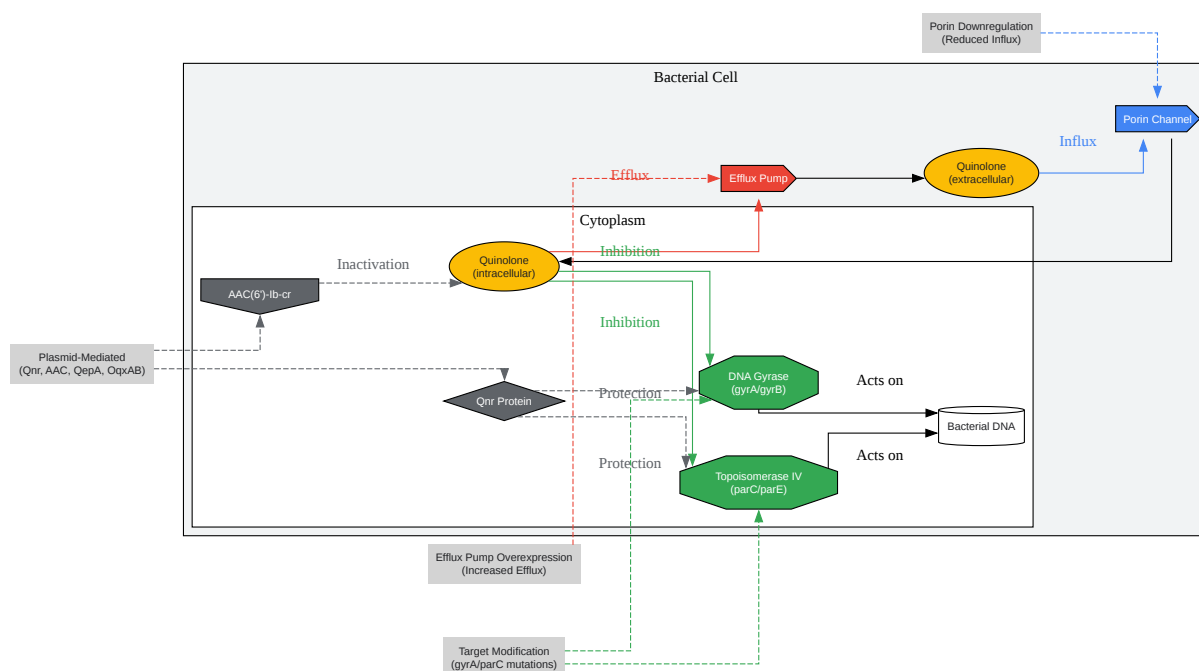 Porin Downregulation
(Reduced Influx)
Bacterial Cell
Porin Channel
Influx
Quinolone
(extracellular)
Efflux
Efflux Pump
Cytoplasm
Quinolone
(intracellular)
Inhibition
Inactivation
AAC(6')-Ib-cr
Inhibition
Plasmid-Mediated
(Qnr, AAC, QepA, OqxAB)
DNA Gyrase
(gyrA/gyrB)
Acts on
Qnr Protein
Protection
Bacterial DNA
Protection
Topoisomerase IV
(parC/parE)
Acts on
Efflux Pump Overexpression
(Increased Efflux)
Target Modification
(gyrA/parC mutations)